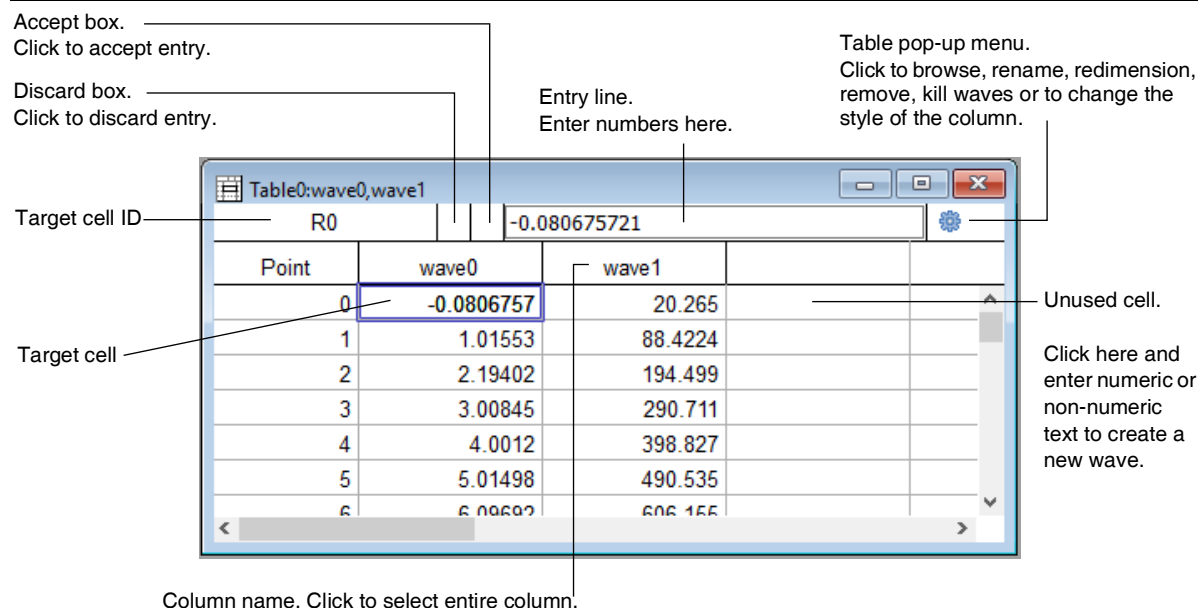 Accept box.
Click to accept entry.
Discard box.
Click to discard entry.
Entry line.
Enter numbers here.
Table pop-up menu.
Click to browse, rename, redimension,
remove, kill waves or to change the
style of the column.
Table0:wave0,wave1
Target cell ID
R0
-0.080675721
Point wave0 wave1
0 -0.0806757 20.265
1 1.01553 88.4224
2 2.19402 194.499
3 3.00845 290.711
4 4.0012 398.827
5 5.01498 490.535
6 6.09692 606.155
Target cell
Unused cell.
Click here and
enter numeric or
non-numeric
text to create a
new wave.
Column name. Click to select entire column.